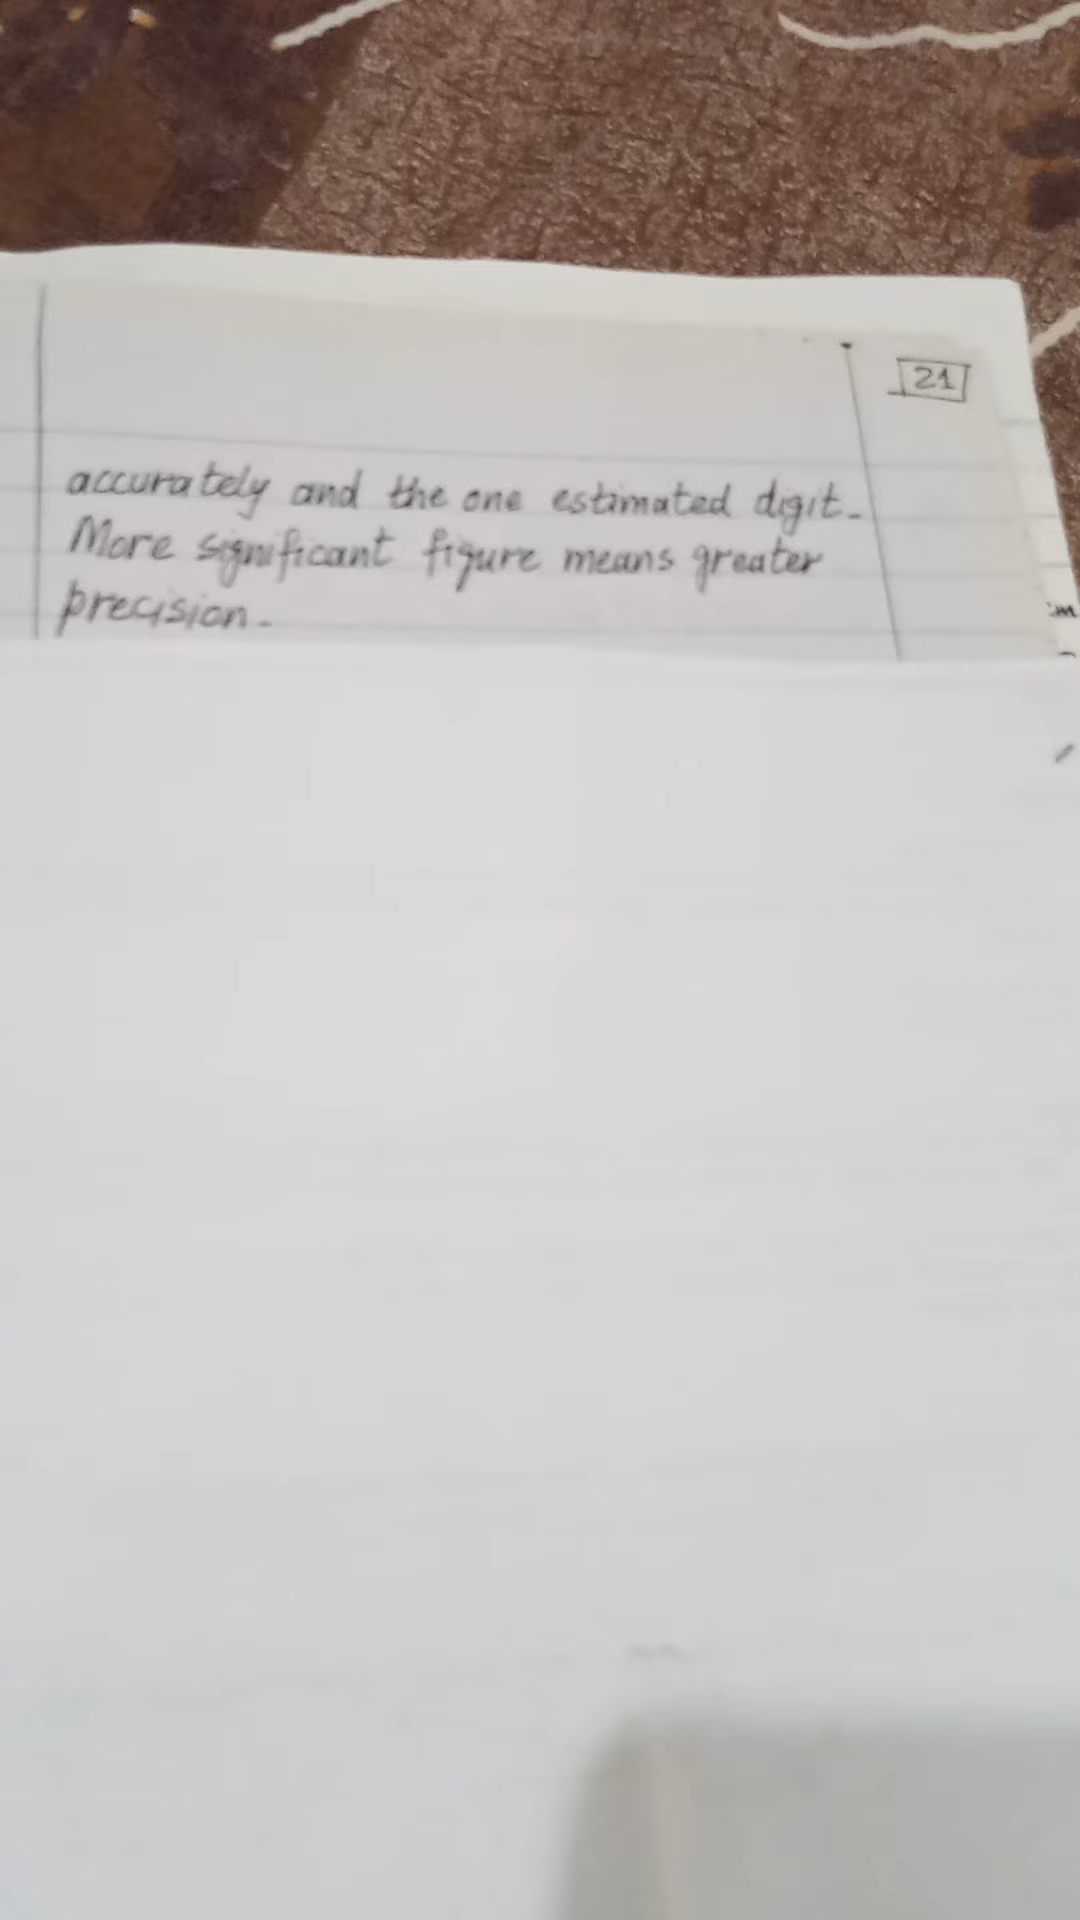 21
accurately and the one estimated digit.
More significant figure means greater
precision.